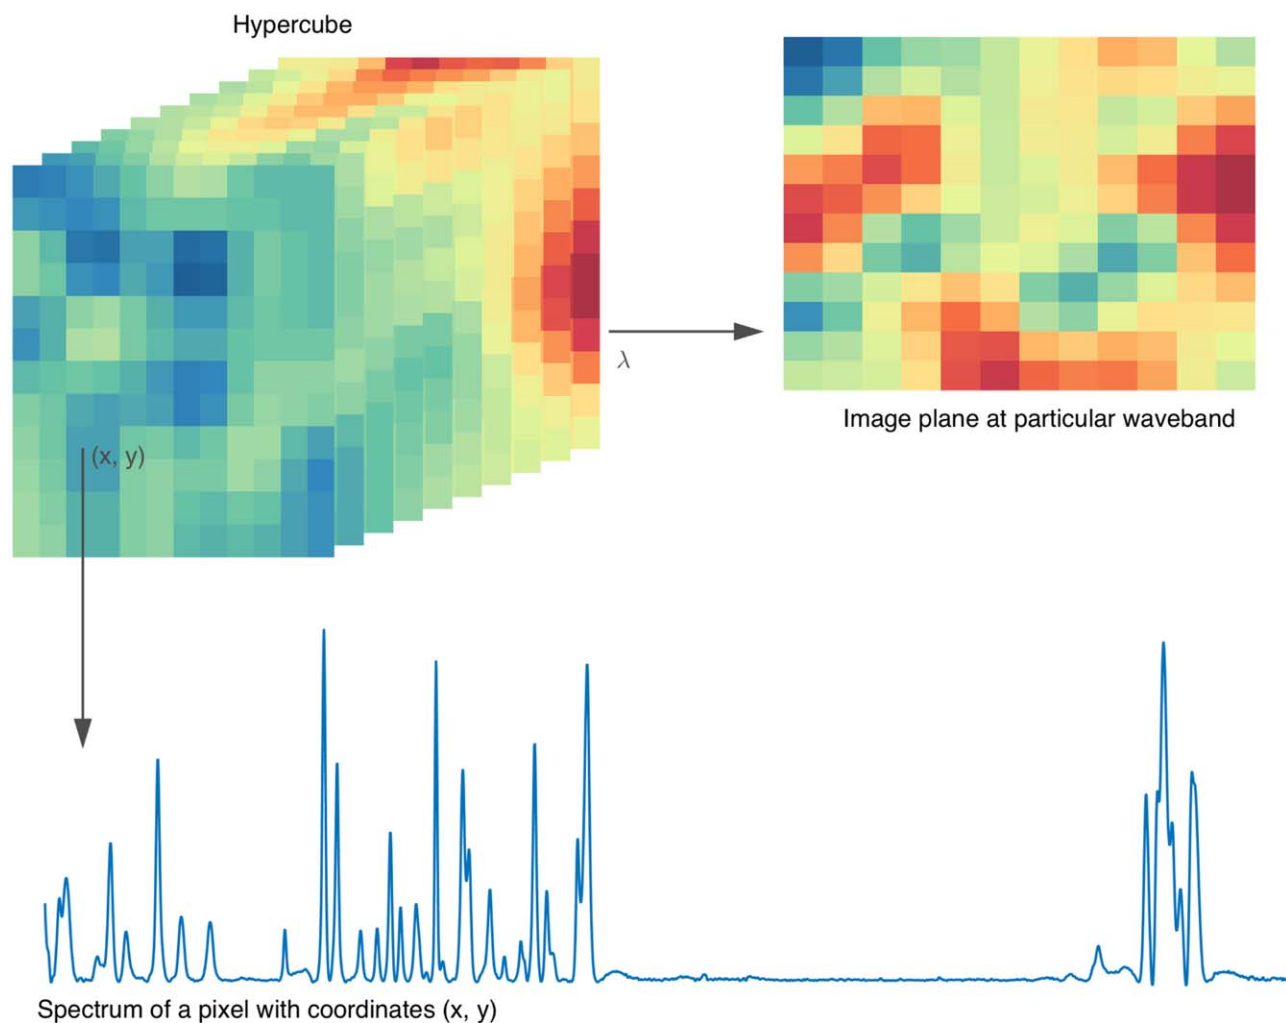 Hypercube
λ
Image plane at particular waveband
(x, y)
Spectrum of a pixel with coordinates (x, y)